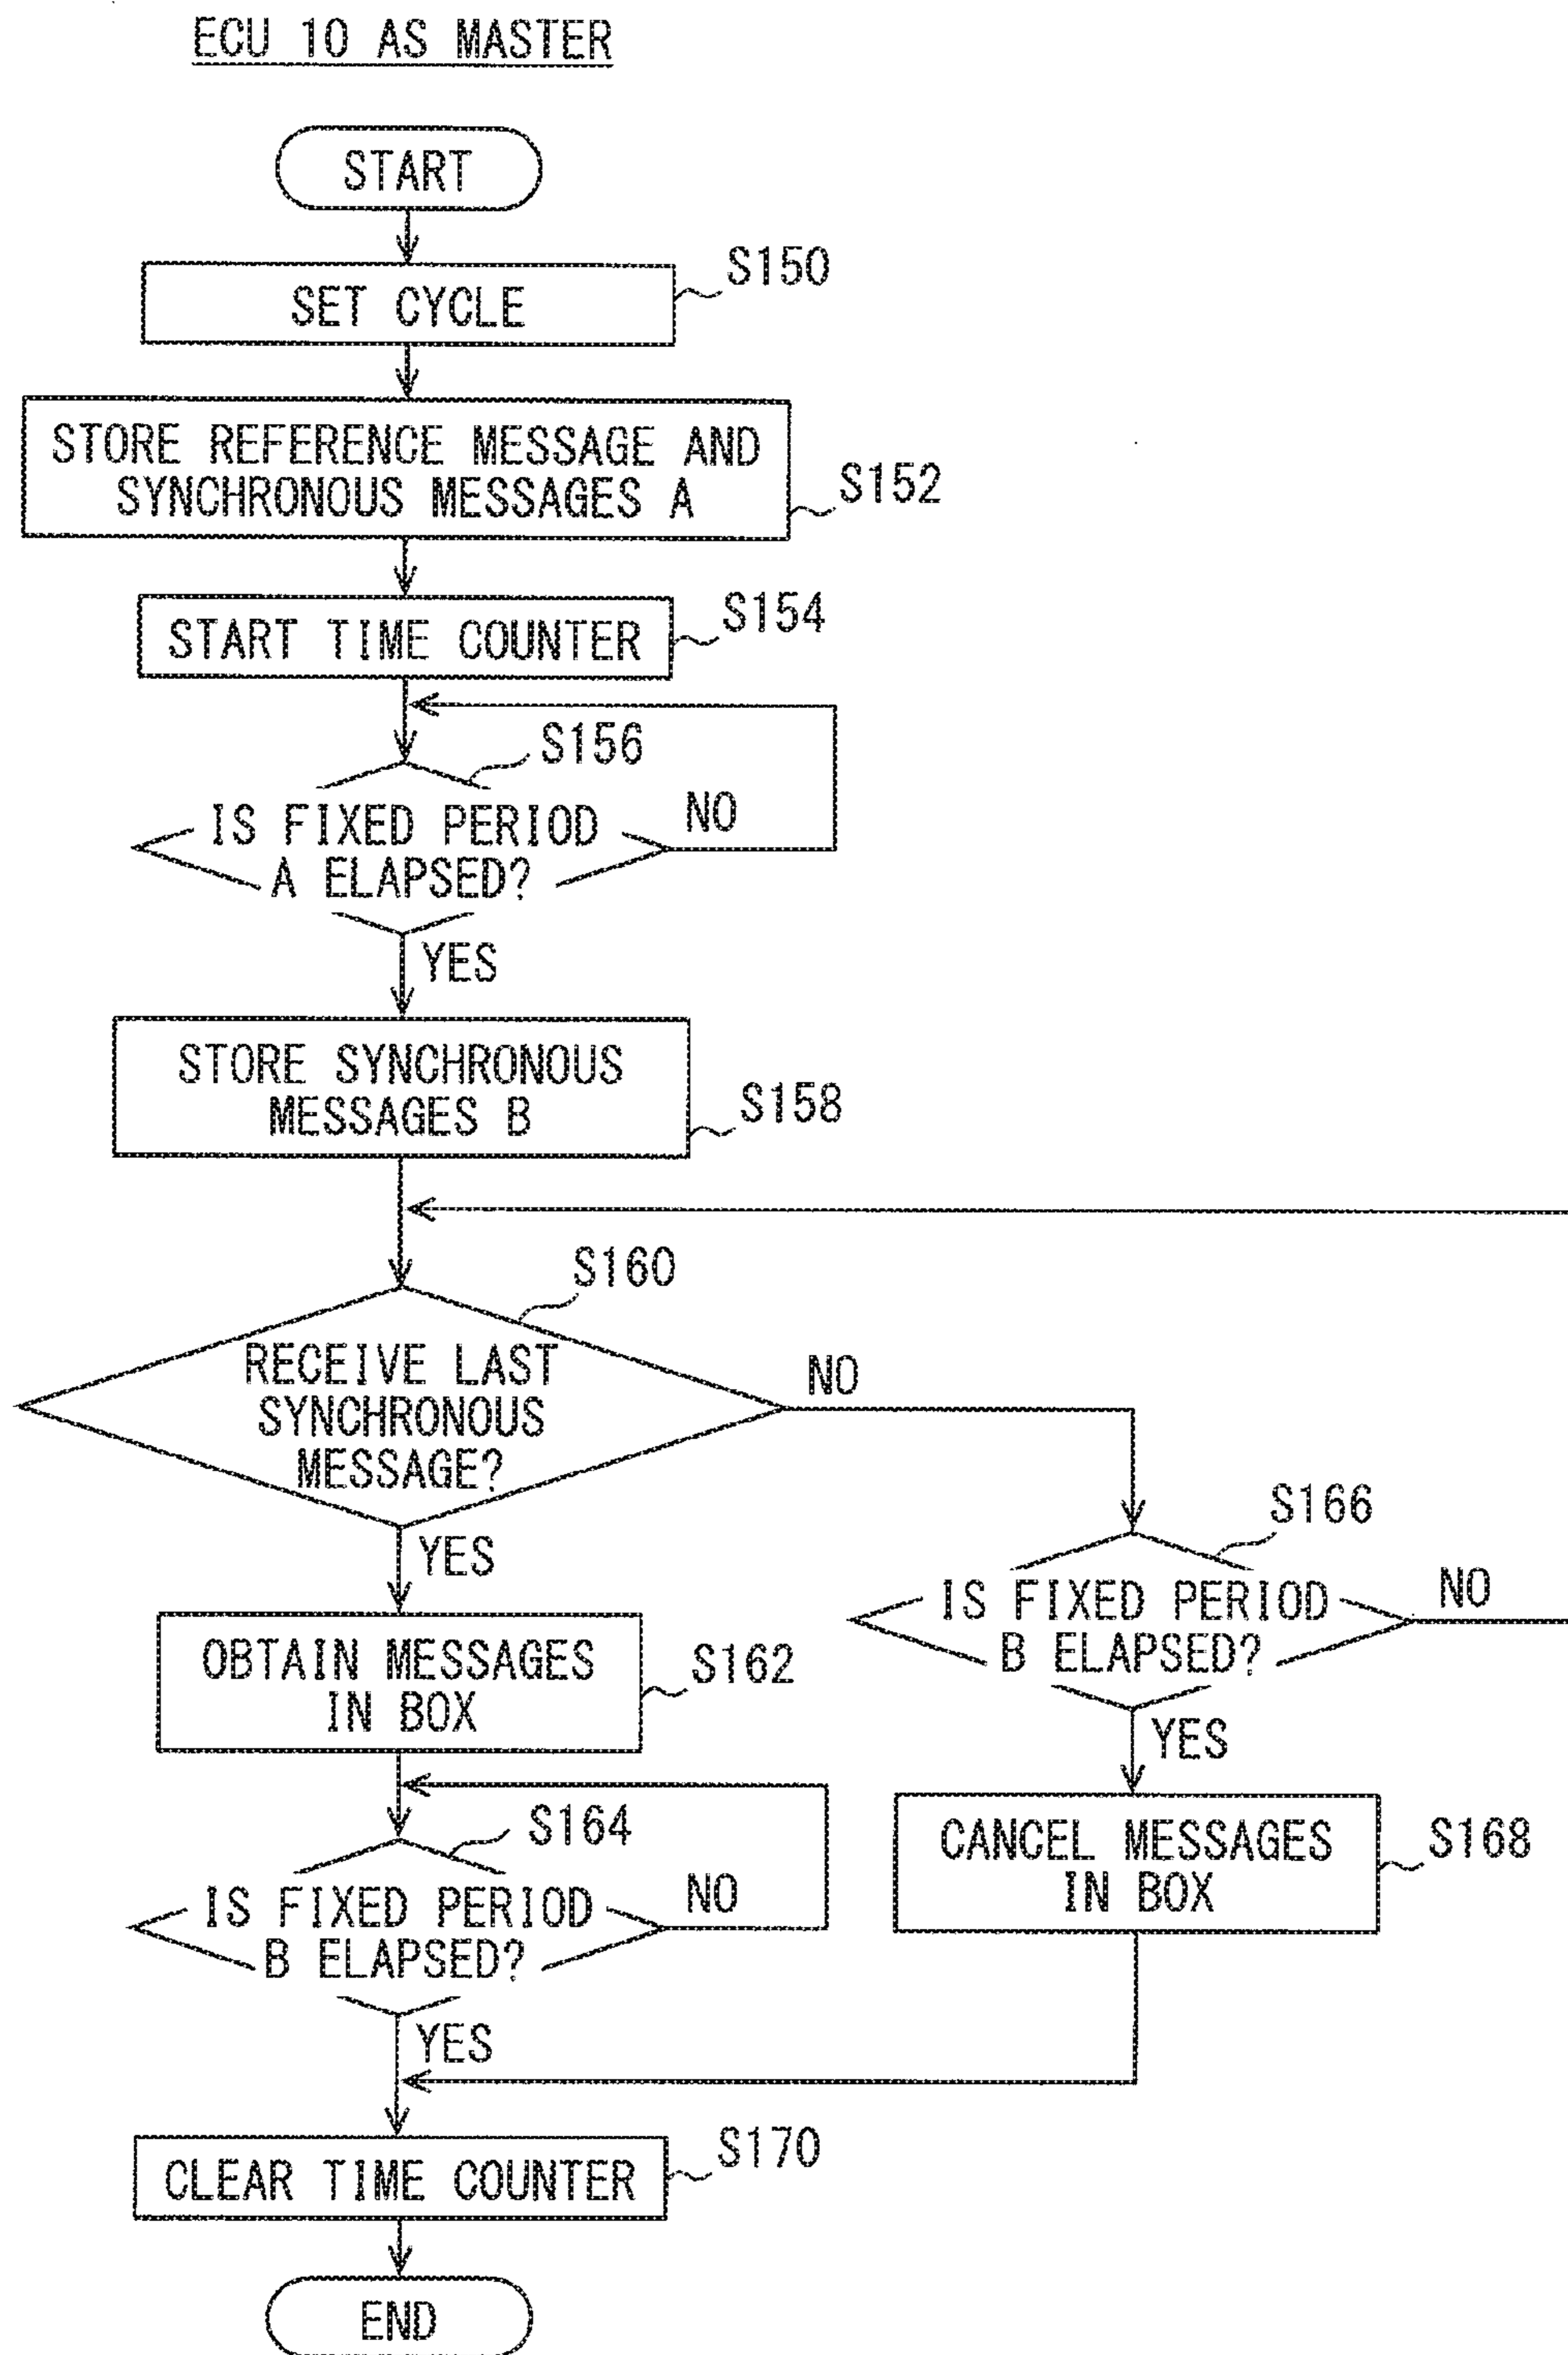 ECU 10 AS MASTER
START
SET CYCLE
S150
STORE REFERENCE MESSAGE AND
SYNCHRONOUS MESSAGES A
S152
START TIME COUNTER
S154
S156
IS FIXED PERIOD
A ELAPSED?
NO
YES
STORE SYNCHRONOUS
MESSAGES B
S158
S160
RECEIVE LAST
SYNCHRONOUS
MESSAGE?
NO
YES
S166
IS FIXED PERIOD
B ELAPSED?
NO
YES
OBTAIN MESSAGES
IN BOX
S162
CANCEL MESSAGES
IN BOX
S168
S164
IS FIXED PERIOD
B ELAPSED?
NO
YES
CLEAR TIME COUNTER
S170
END